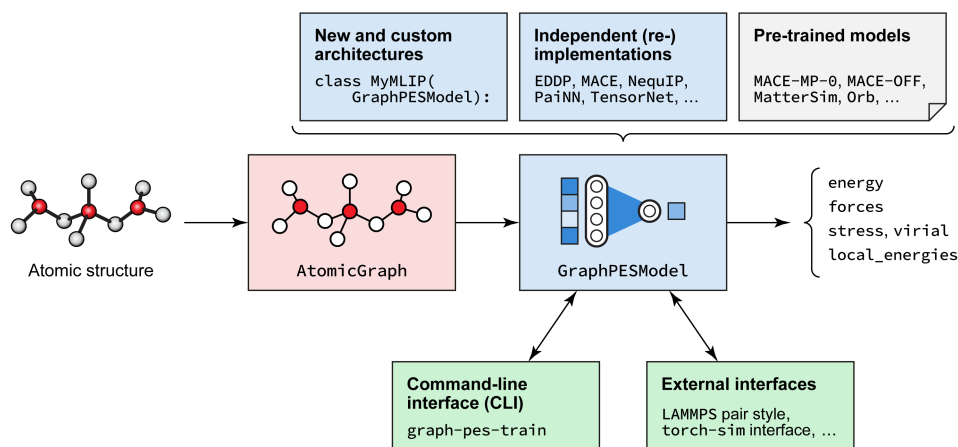 New and custom
architectures
class MyMLIP(
GraphPESModel):
Independent (re-)
implementations
EDDP, MACE, NequIP,
PaiNN, TensorNet, …
Pre-trained models
MACE-MP-0, MACE-OFF,
MatterSim, Orb, …
Atomic structure
AtomicGraph
GraphPESModel
energy
forces
stress, virial
local_energies
Command-line
interface (CLI)
graph-pes-train
External interfaces
LAMMPS pair style,
torch-sim interface, …